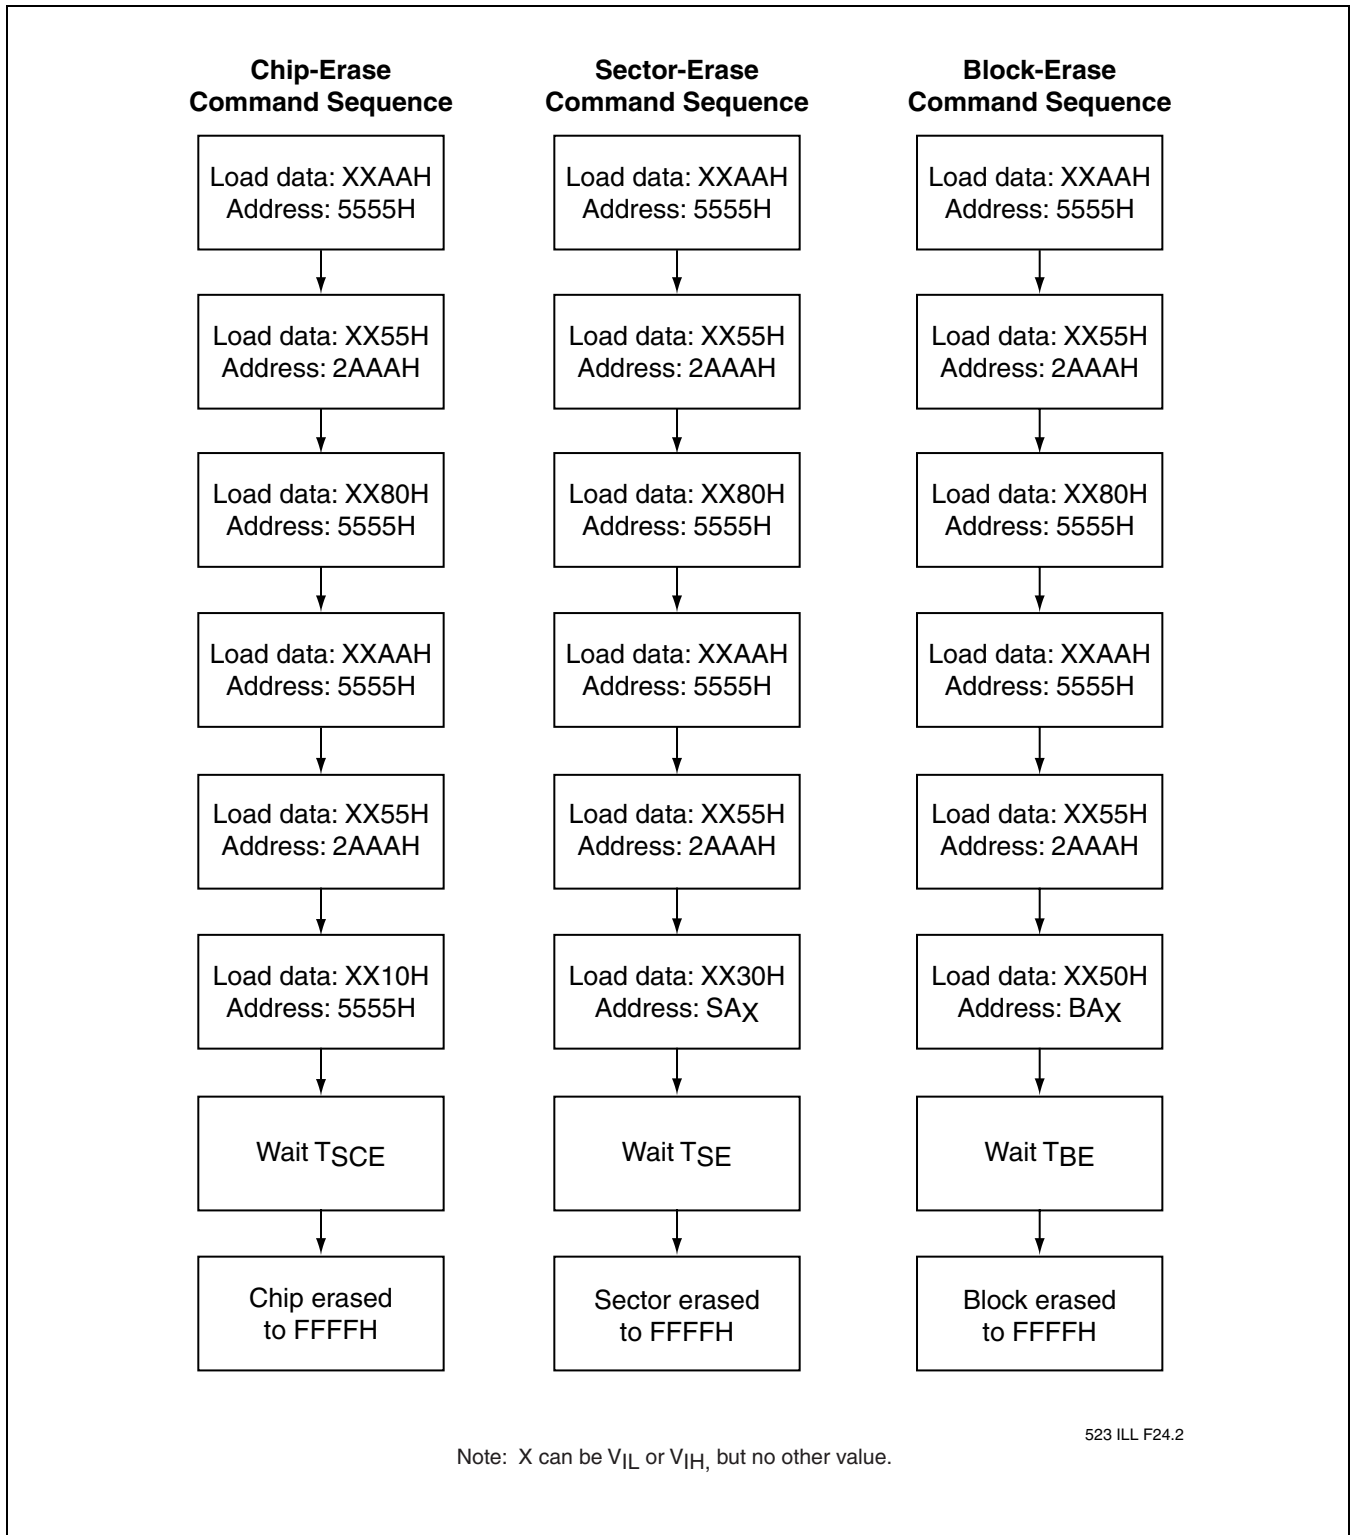 Chip-Erase
Command Sequence
Load data: XXAAH
Address: 5555H
Load data: XX55H
Address: 2AAAH
Load data: XX80H
Address: 5555H
Load data: XXAAH
Address: 5555H
Load data: XX55H
Address: 2AAAH
Load data: XX10H
Address: 5555H
Wait TSCE
Chip erased
to FFFFH
Sector-Erase
Command Sequence
Load data: XXAAH
Address: 5555H
Load data: XX55H
Address: 2AAAH
Load data: XX80H
Address: 5555H
Load data: XXAAH
Address: 5555H
Load data: XX55H
Address: 2AAAH
Load data: XX30H
Address: SAX
Wait TSE
Sector erased
to FFFFH
Block-Erase
Command Sequence
Load data: XXAAH
Address: 5555H
Load data: XX55H
Address: 2AAAH
Load data: XX80H
Address: 5555H
Load data: XXAAH
Address: 5555H
Load data: XX55H
Address: 2AAAH
Load data: XX50H
Address: BAX
Wait TBE
Block erased
to FFFFH
523 ILL F24.2
Note: X can be VIL or VIH, but no other value.